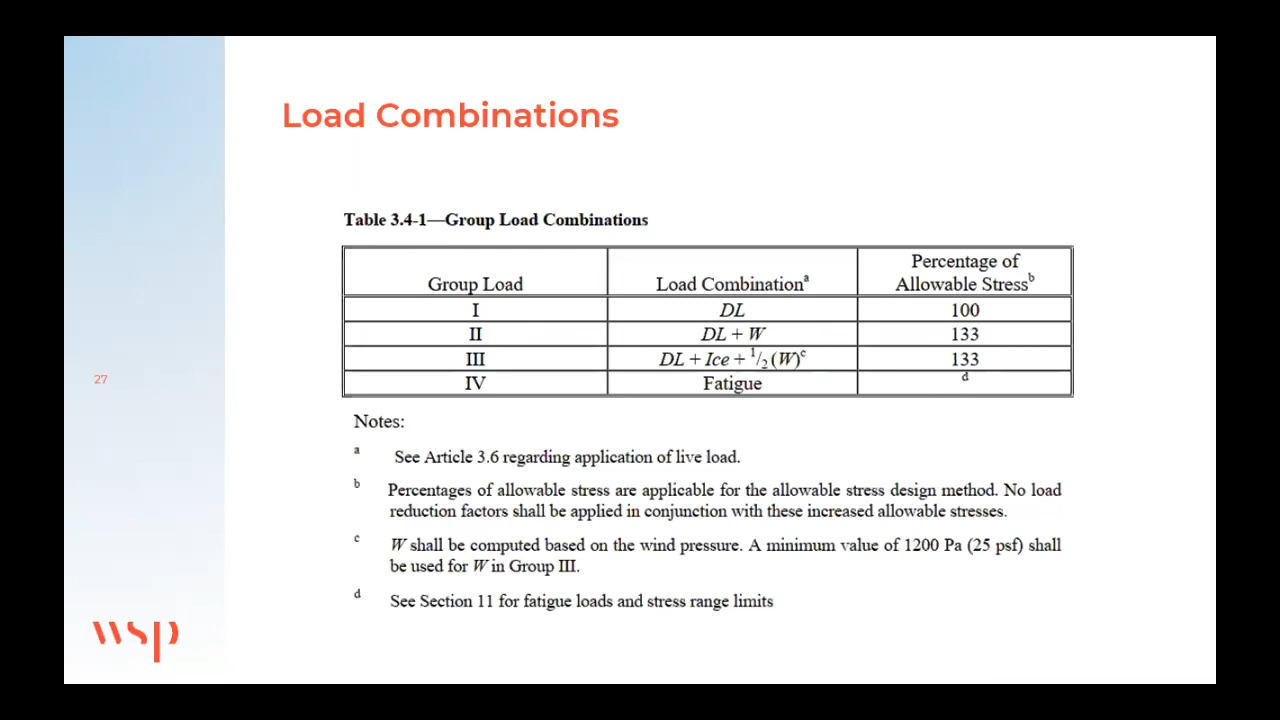 Load Combinations
Table 3.4-1—Group Load Combinations
Group Load
Load Combinationᵃ
Percentage of
Allowable Stressᵇ
I
DL
100
II
DL + W
133
III
DL + Ice + ¹/₂ (W)ᶜ
133
IV
Fatigue
ᵈ
27
Notes:
ᵃ See Article 3.6 regarding application of live load.
ᵇ Percentages of allowable stress are applicable for the allowable stress design method. No load
reduction factors shall be applied in conjunction with these increased allowable stresses.
ᶜ W shall be computed based on the wind pressure. A minimum value of 1200 Pa (25 psf) shall
be used for W in Group III.
ᵈ See Section 11 for fatigue loads and stress range limits
wsp